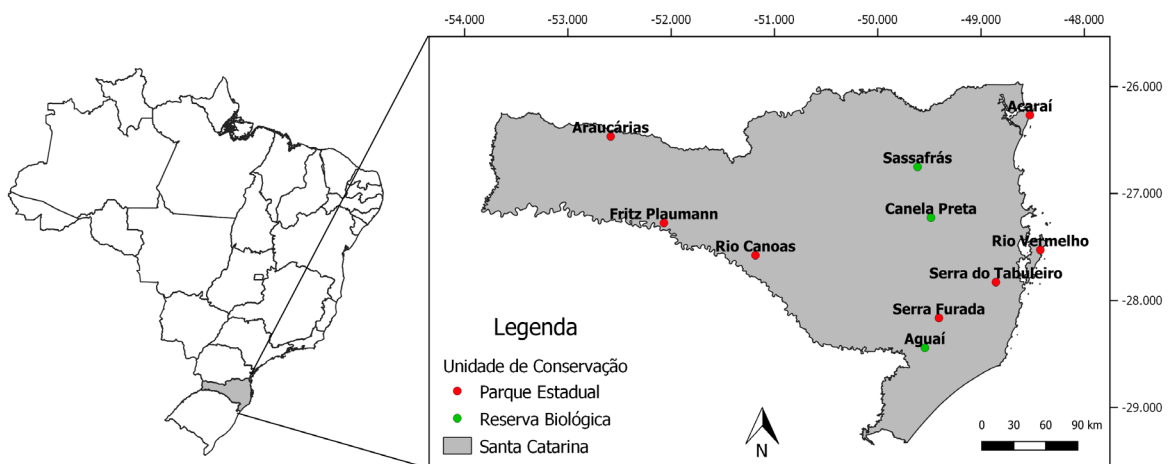 -54.000 -53.000 -52.000 -51.000 -50.000 -49.000 -48.000
-26.000
Acaraí
Araucárias
Sassafrás
-27.000
Canela Preta
Fritz Plaumann
Rio Canoas
Rio Vermelho
Serra do Tabuleiro
-28.000
Serra Furada
Aguaí
Legenda
Unidade de Conservação
Parque Estadual
Reserva Biológica
Santa Catarina
N
0 30 60 90 km
-29.000